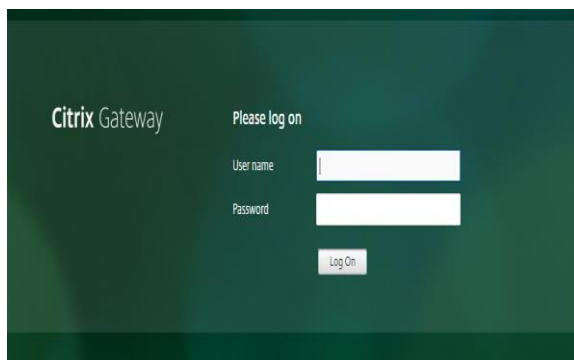 Citrix Gateway
Please log on
User name
Password
Log On